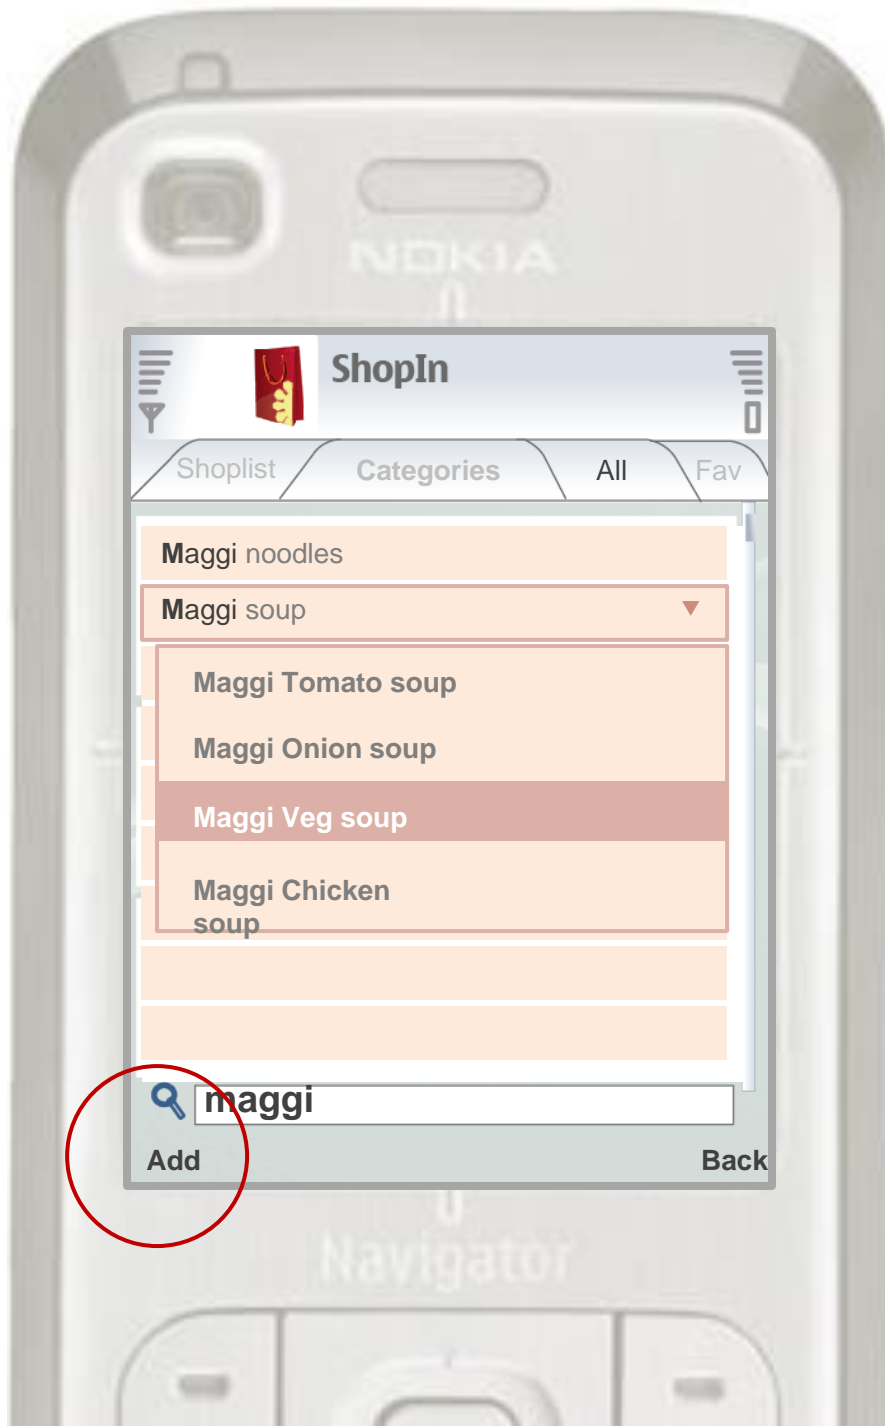 NOKIA
ShopIn
Shoplist Categories All Fav
Maggi noodles
Maggi soup
Maggi Tomato soup
Maggi Onion soup
Maggi Veg soup
Maggi Chicken
soup
maggi
Add Back
Navigator